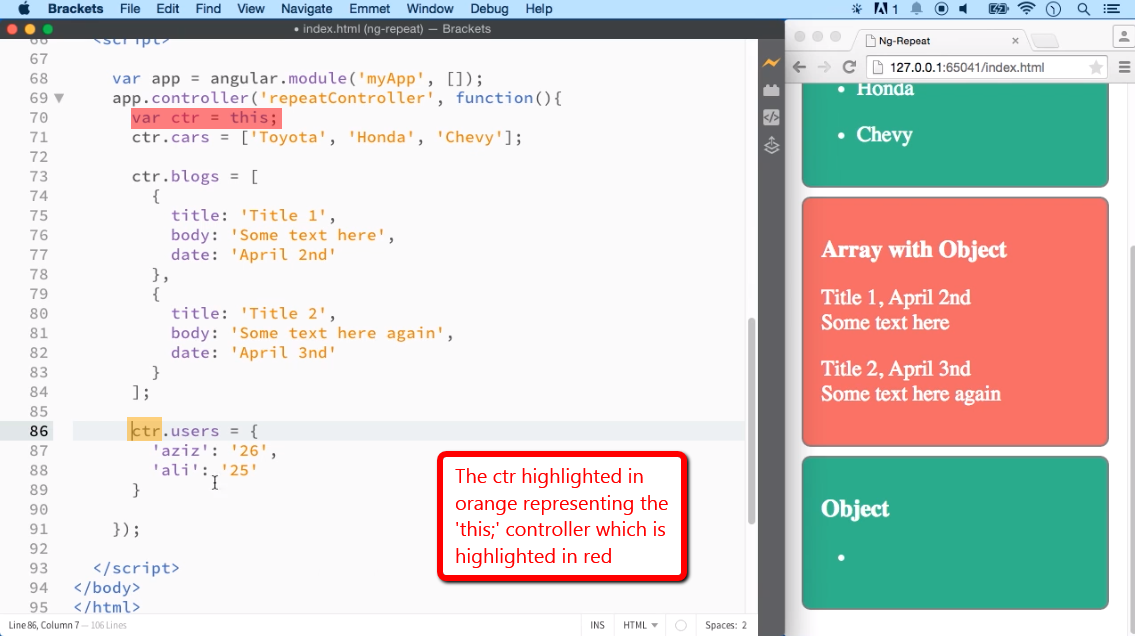 Brackets File Edit Find View Navigate Emmet Window Debug Help
1
• index.html (ng-repeat) — Brackets
66 <script>
67
68 var app = angular.module('myApp', []);
69 app.controller('repeatController', function(){
70 var ctr = this;
71 ctr.cars = ['Toyota', 'Honda', 'Chevy'];
72
73 ctr.blogs = [
74 {
75 title: 'Title 1',
76 body: 'Some text here',
77 date: 'April 2nd'
78 },
79 {
80 title: 'Title 2',
81 body: 'Some text here again',
82 date: 'April 3nd'
83 }
84 ];
85
86 ctr.users = {
87 'aziz': '26',
88 'ali': '25'
89 }
90
91 });
92
93 </script>
94 </body>
95 </html>
The ctr highlighted in
orange representing the
'this;' controller which is
highlighted in red
Line 86, Column 7 — 106 Lines
INS HTML Spaces: 2
Ng-Repeat
127.0.0.1:65041/index.html
• Honda
• Chevy
Array with Object
Title 1, April 2nd
Some text here
Title 2, April 3nd
Some text here again
Object
•